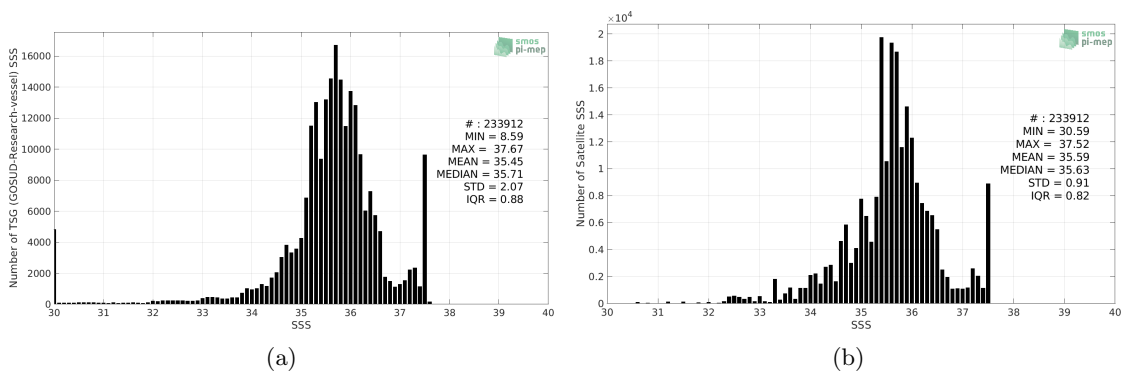 Number of TSG (GOSUD-Research-vessel) SSS
16000
14000
12000
10000
8000
6000
4000
2000
0
30 31 32 33 34 35 36 37 38 39 40
SSS
smos
pi-mep
# : 233912
MIN = 8.59
MAX = 37.67
MEAN = 35.45
MEDIAN = 35.71
STD = 2.07
IQR = 0.88
(a)
×10⁴
Number of Satellite SSS
2
1.8
1.6
1.4
1.2
1
0.8
0.6
0.4
0.2
0
30 31 32 33 34 35 36 37 38 39 40
SSS
smos
pi-mep
# : 233912
MIN = 30.59
MAX = 37.52
MEAN = 35.59
MEDIAN = 35.63
STD = 0.91
IQR = 0.82
(b)